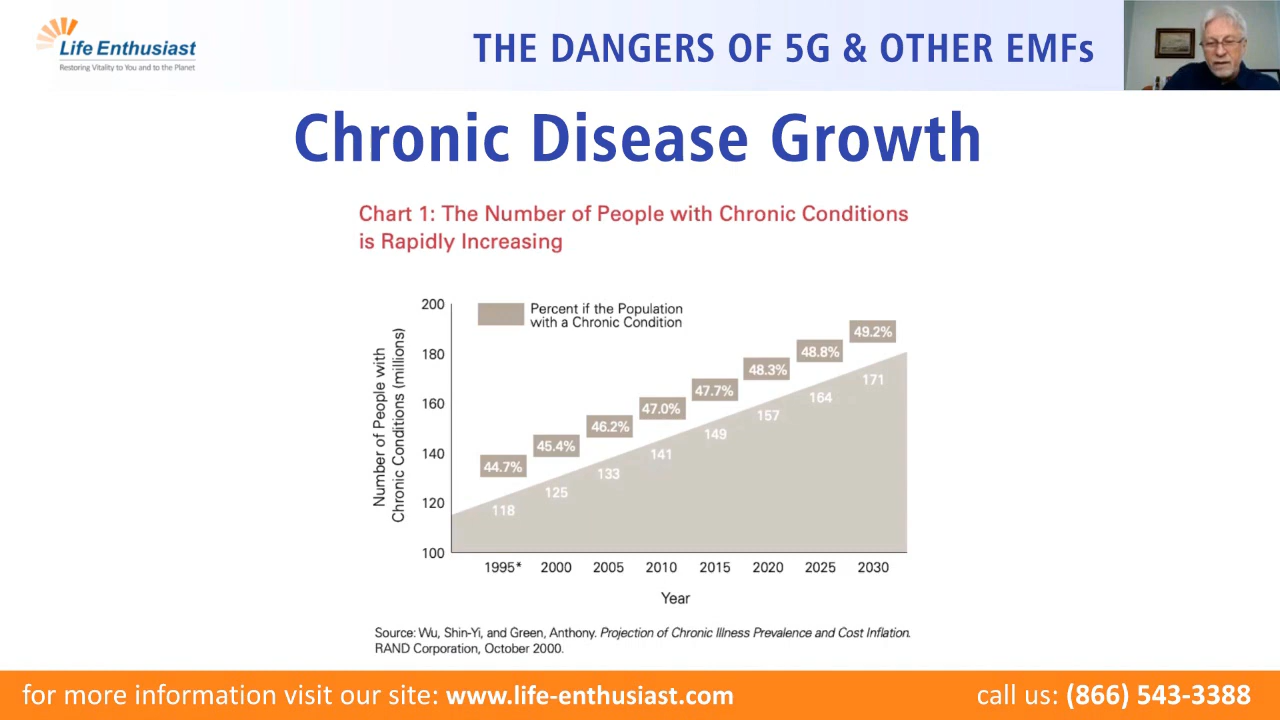 Life Enthusiast
Restoring Vitality to You and to the Planet
THE DANGERS OF 5G & OTHER EMFs
Chronic Disease Growth
Chart 1: The Number of People with Chronic Conditions
is Rapidly Increasing
Number of People with
Chronic Conditions (millions)
200
180
160
140
120
100
Percent if the Population
with a Chronic Condition
44.7%
45.4%
46.2%
47.0%
47.7%
48.3%
48.8%
49.2%
118
125
133
141
149
157
164
171
1995* 2000 2005 2010 2015 2020 2025 2030
Year
Source: Wu, Shin-Yi, and Green, Anthony. Projection of Chronic Illness Prevalence and Cost Inflation.
RAND Corporation, October 2000.
for more information visit our site: www.life-enthusiast.com call us: (866) 543-3388